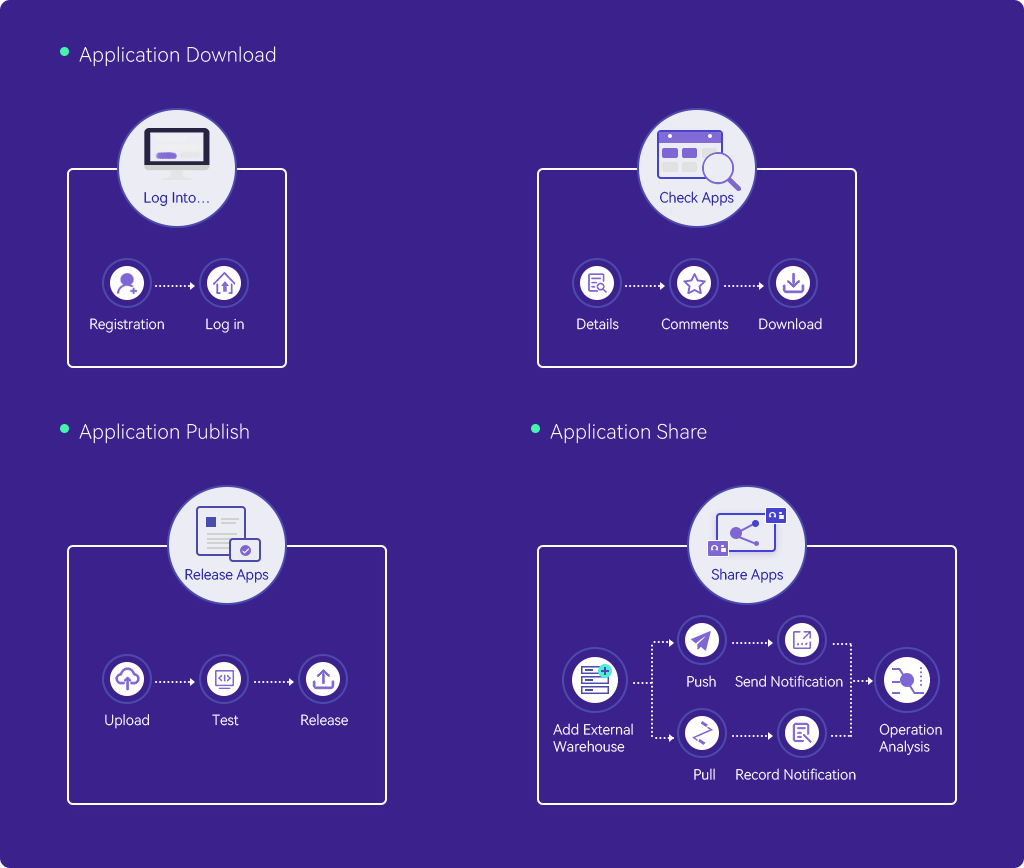 Application Download
Log Into...
Check Apps
Registration
Log in
Details
Comments
Download
Application Publish
Application Share
Release Apps
Share Apps
Upload
Test
Release
Push
Send Notification
Add External
Warehouse
Operation
Analysis
Pull
Record Notification